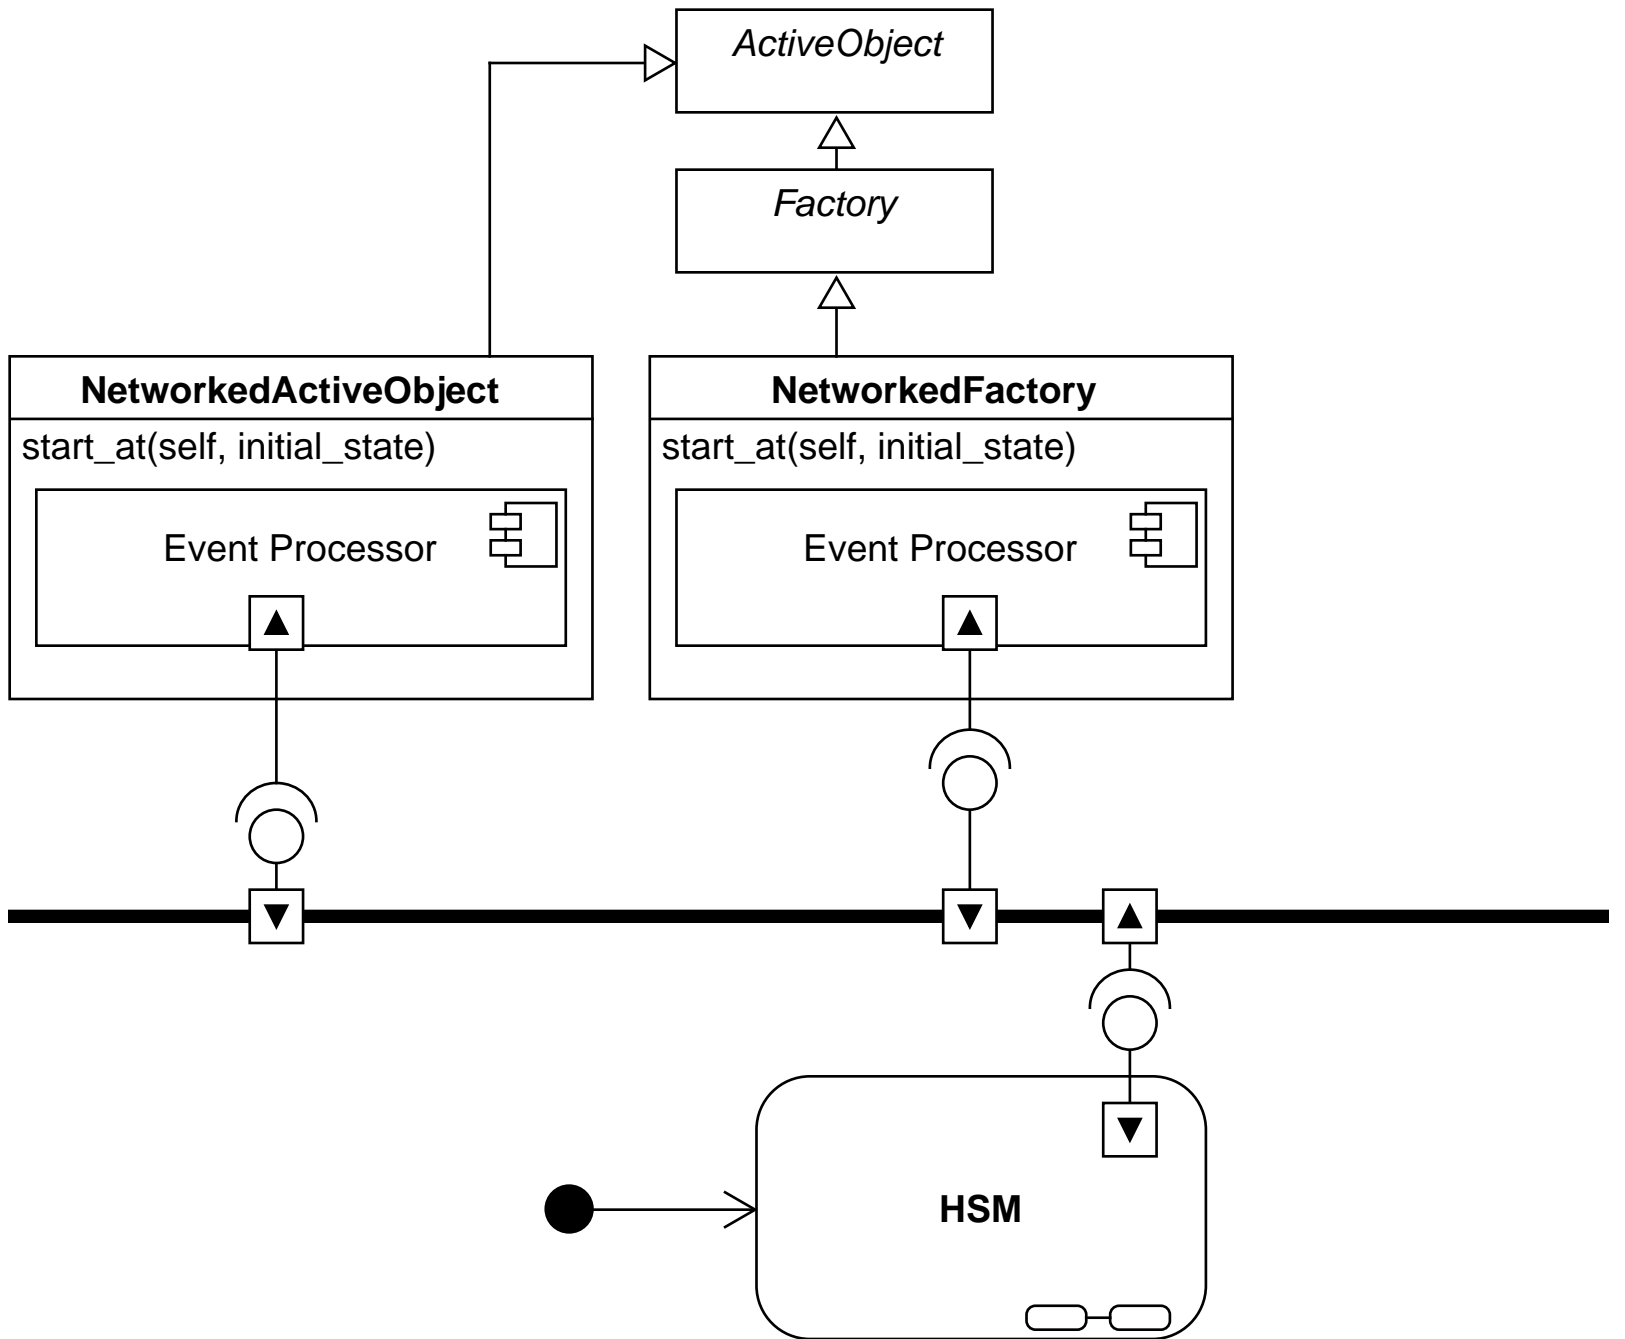 ActiveObject
Factory
NetworkedActiveObject
start_at(self, initial_state)
Event Processor
NetworkedFactory
start_at(self, initial_state)
Event Processor
HSM